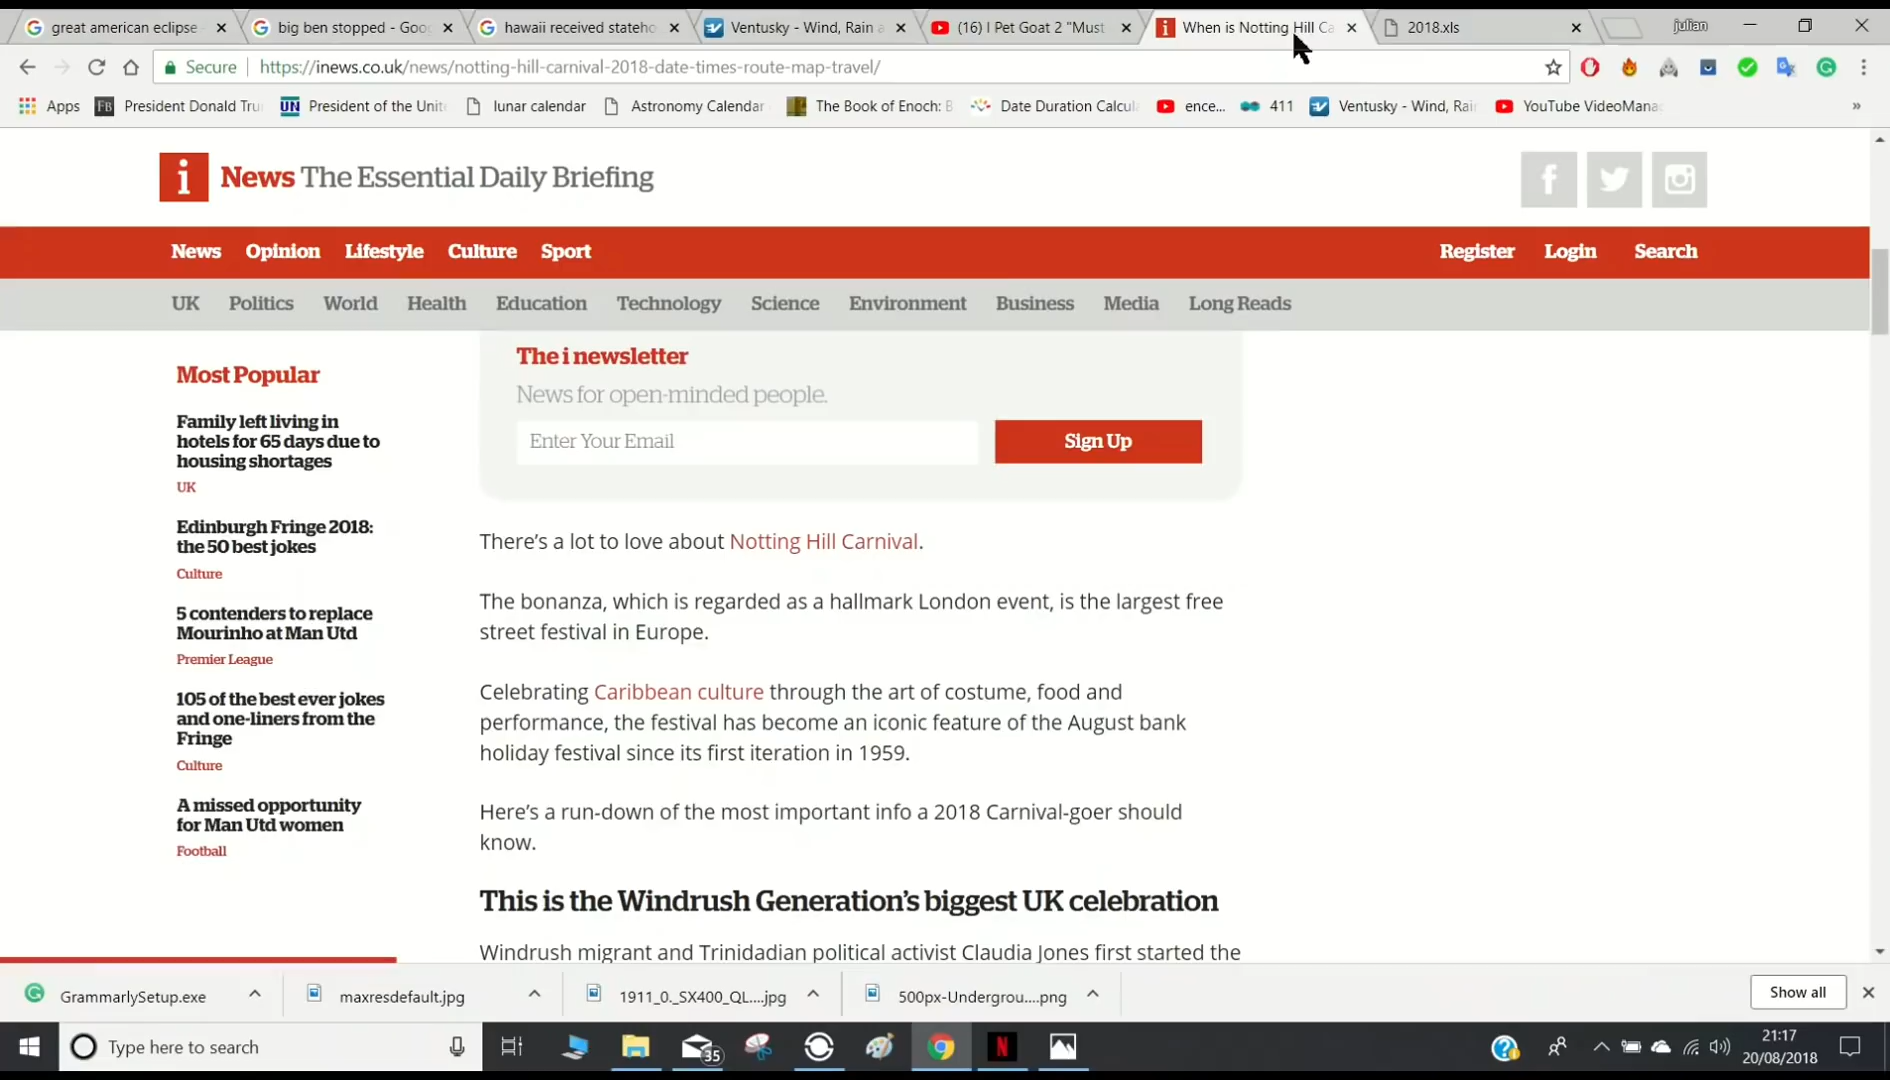 great american eclipse -
big ben stopped - Goo
hawaii received stateho
Ventusky - Wind, Rain a
(16) I Pet Goat 2 "Must
When is Notting Hill Ca
2018.xls
julian
Secure
https://inews.co.uk/news/notting-hill-carnival-2018-date-times-route-map-travel/
Apps
FB President Donald Tru
UN President of the Unit
lunar calendar
Astronomy Calendar
The Book of Enoch: B
Date Duration Calcul
ence...
411
Ventusky - Wind, Rain
YouTube VideoMana
»
i News The Essential Daily Briefing
News Opinion Lifestyle Culture Sport
Register Login Search
UK Politics World Health Education Technology Science Environment Business Media Long Reads
Most Popular
Family left living in
hotels for 65 days due to
housing shortages
UK
Edinburgh Fringe 2018:
the 50 best jokes
Culture
5 contenders to replace
Mourinho at Man Utd
Premier League
105 of the best ever jokes
and one-liners from the
Fringe
Culture
A missed opportunity
for Man Utd women
Football
The i newsletter
News for open-minded people.
Enter Your Email
Sign Up
There's a lot to love about Notting Hill Carnival.
The bonanza, which is regarded as a hallmark London event, is the largest free
street festival in Europe.
Celebrating Caribbean culture through the art of costume, food and
performance, the festival has become an iconic feature of the August bank
holiday festival since its first iteration in 1959.
Here's a run-down of the most important info a 2018 Carnival-goer should
know.
This is the Windrush Generation's biggest UK celebration
Windrush migrant and Trinidadian political activist Claudia Jones first started the
GrammarlySetup.exe
maxresdefault.jpg
1911_0._SX400_QL....jpg
500px-Undergrou....png
Show all
Type here to search
35
21:17
20/08/2018